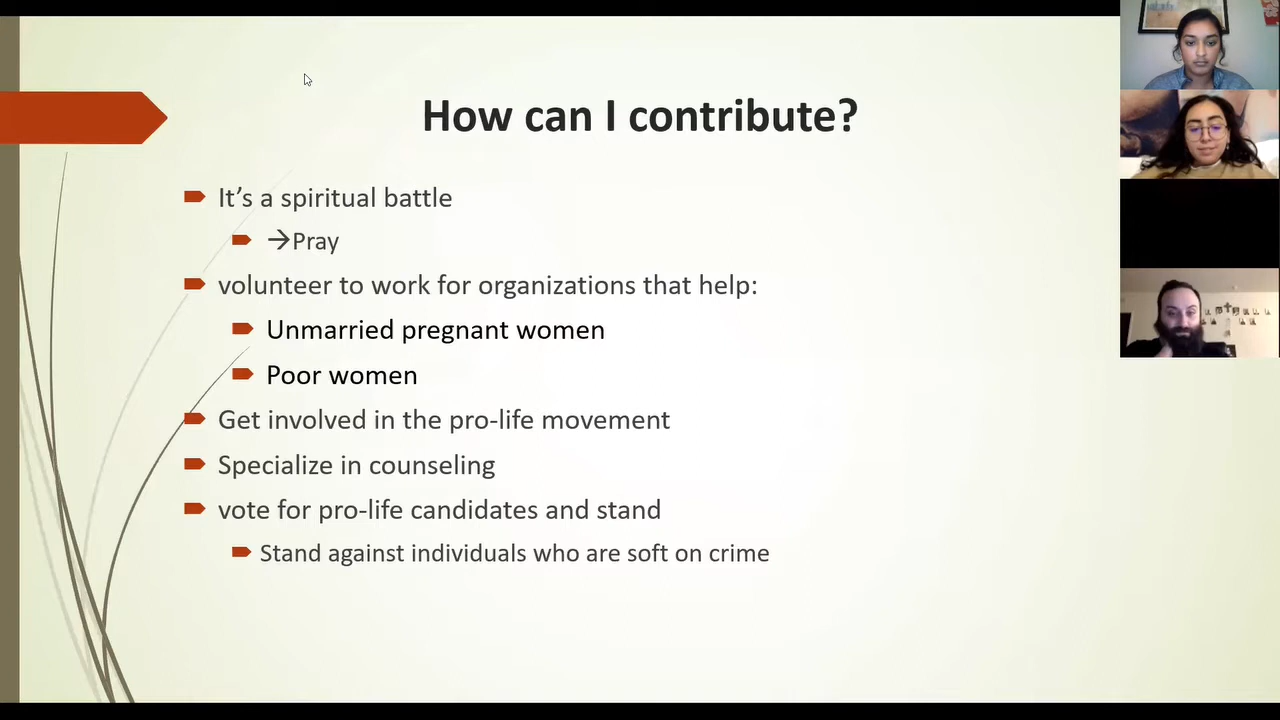 How can I contribute?
It's a spiritual battle
→Pray
volunteer to work for organizations that help:
Unmarried pregnant women
Poor women
Get involved in the pro-life movement
Specialize in counseling
vote for pro-life candidates and stand
Stand against individuals who are soft on crime